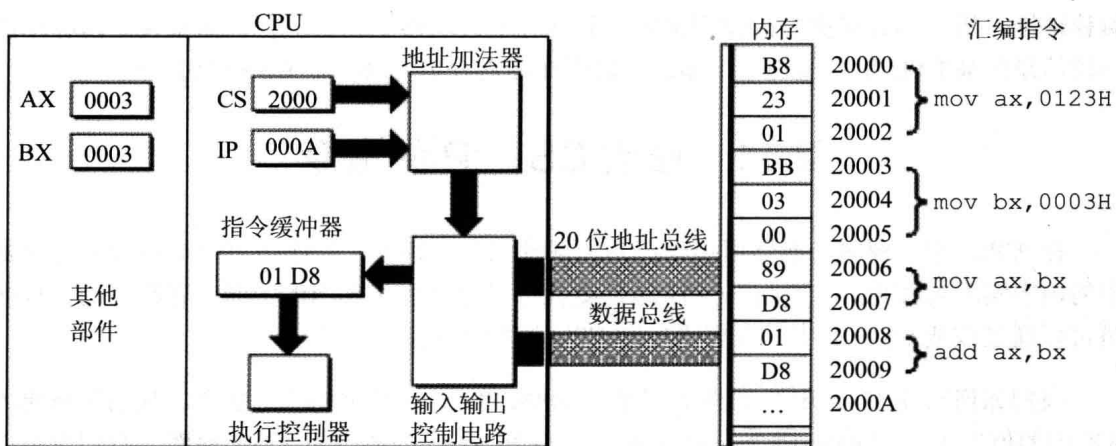 CPU
内存
汇编指令
地址加法器
AX 0003
CS 2000
BX 0003
IP 000A
指令缓冲器
01 D8
20 位地址总线
数据总线
其他
部件
执行控制器
输入输出
控制电路
B8 20000
23 20001 mov ax,0123H
01 20002
BB 20003
03 20004 mov bx,0003H
00 20005
89 20006
mov ax,bx
D8 20007
01 20008
add ax,bx
D8 20009
… 2000A